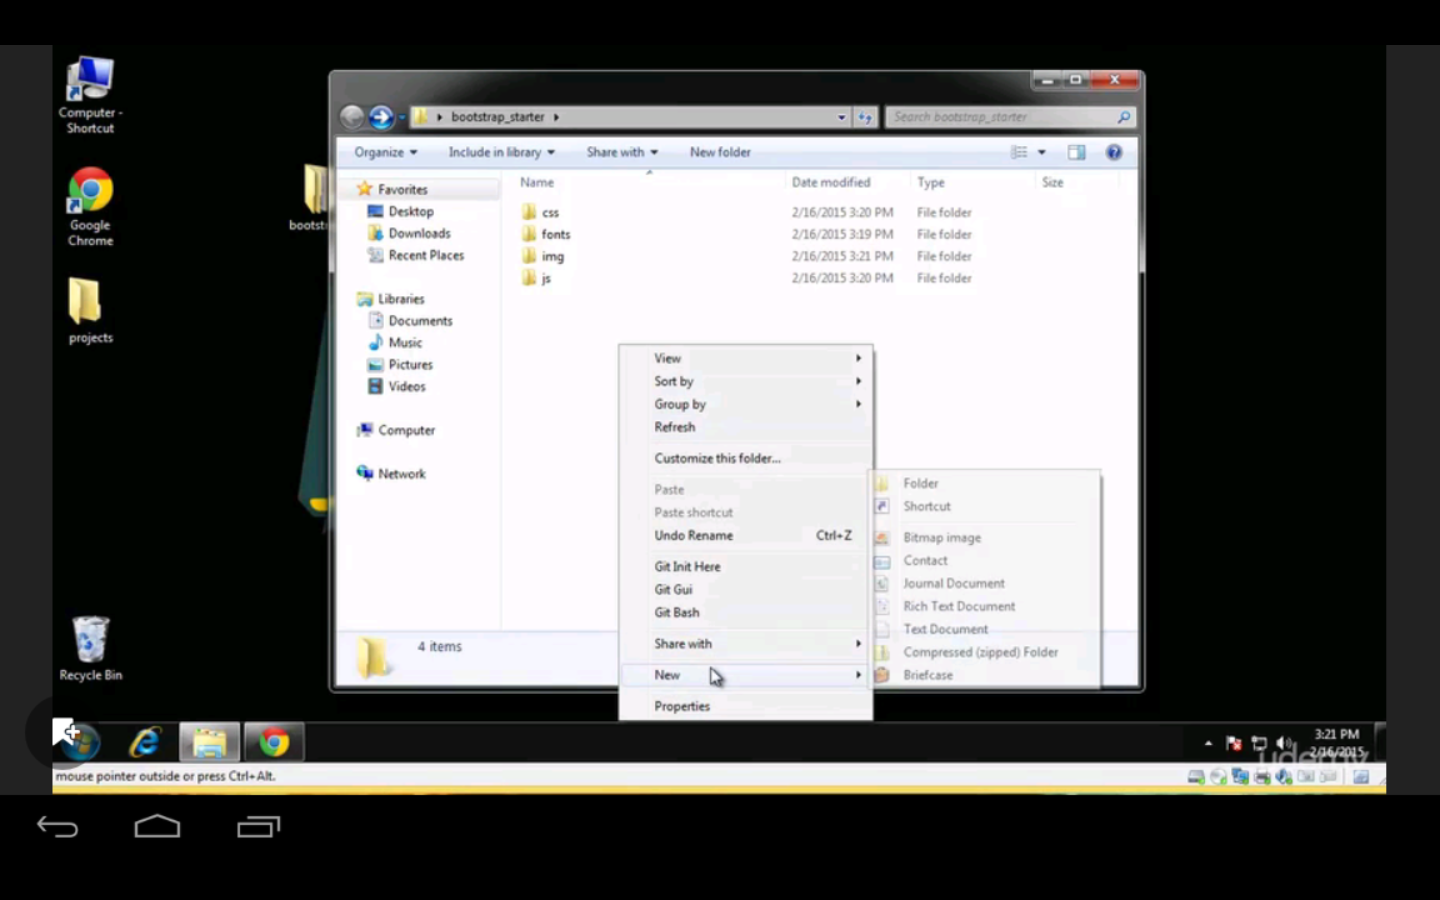 Computer -
Shortcut
Google
Chrome
projects
Recycle Bin
bootst
bootstrap_starter
Search bootstrap_starter
Organize
Include in library
Share with
New folder
Favorites
Desktop
Downloads
Recent Places
Libraries
Documents
Music
Pictures
Videos
Computer
Network
Name Date modified Type Size
css 2/16/2015 3:20 PM File folder
fonts 2/16/2015 3:19 PM File folder
img 2/16/2015 3:21 PM File folder
js 2/16/2015 3:20 PM File folder
View
Sort by
Group by
Refresh
Customize this folder...
Paste
Paste shortcut
Undo Rename Ctrl+Z
Git Init Here
Git Gui
Git Bash
Share with
New
Properties
Folder
Shortcut
Bitmap image
Contact
Journal Document
Rich Text Document
Text Document
Compressed (zipped) Folder
Briefcase
4 items
3:21 PM
2/16/2015
udemy
mouse pointer outside or press Ctrl+Alt.